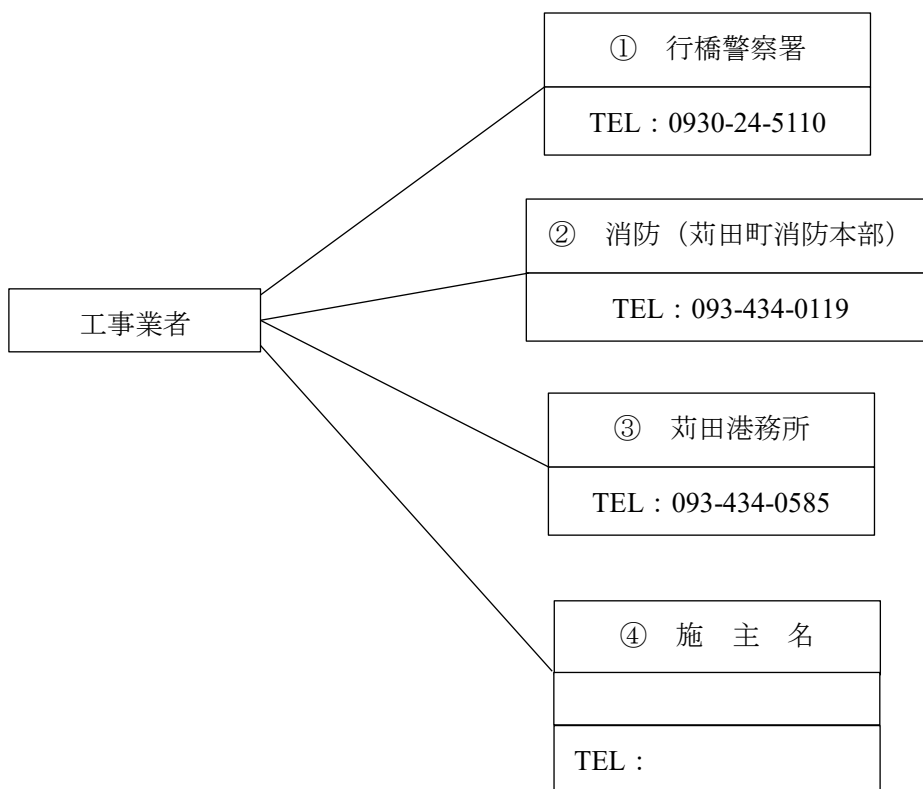 ① 行橋警察署
TEL：0930-24-5110
② 消防（苅田町消防本部）
TEL：093-434-0119
工事業者
③ 苅田港務所
TEL：093-434-0585
④ 施 主 名
TEL：